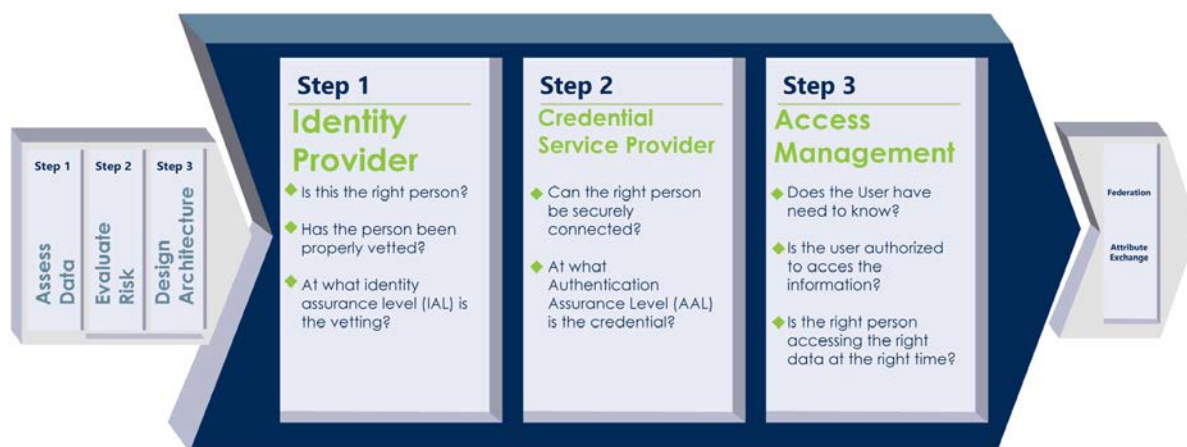 Step 1
Assess
Data
Step 2
Evaluate
Risk
Step 3
Design
Architecture
Step 1
Identity
Provider
Is this the right person?
Has the person been
properly vetted?
At what identity
assurance level (IAL) is
the vetting?
Step 2
Credential
Service Provider
Can the right person
be securely
connected?
At what
Authentication
Assurance Level (AAL)
is the credential?
Step 3
Access
Management
Does the User have
need to know?
Is the user authorized
to acces the
information?
Is the right person
accessing the right
data at the right time?
Federation
Attribute
Exchange